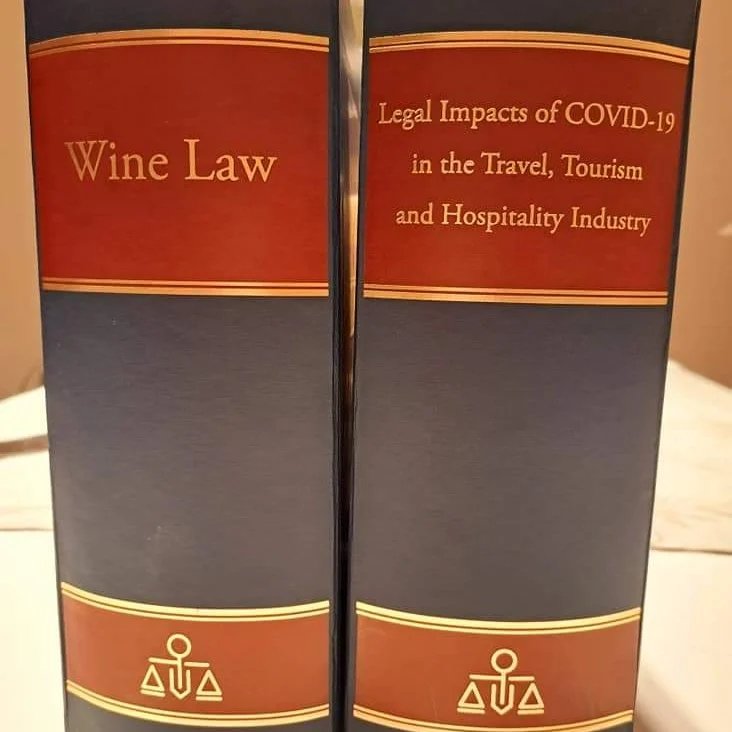 Wine Law
Legal Impacts of COVID-19
in the Travel, Tourism
and Hospitality Industry